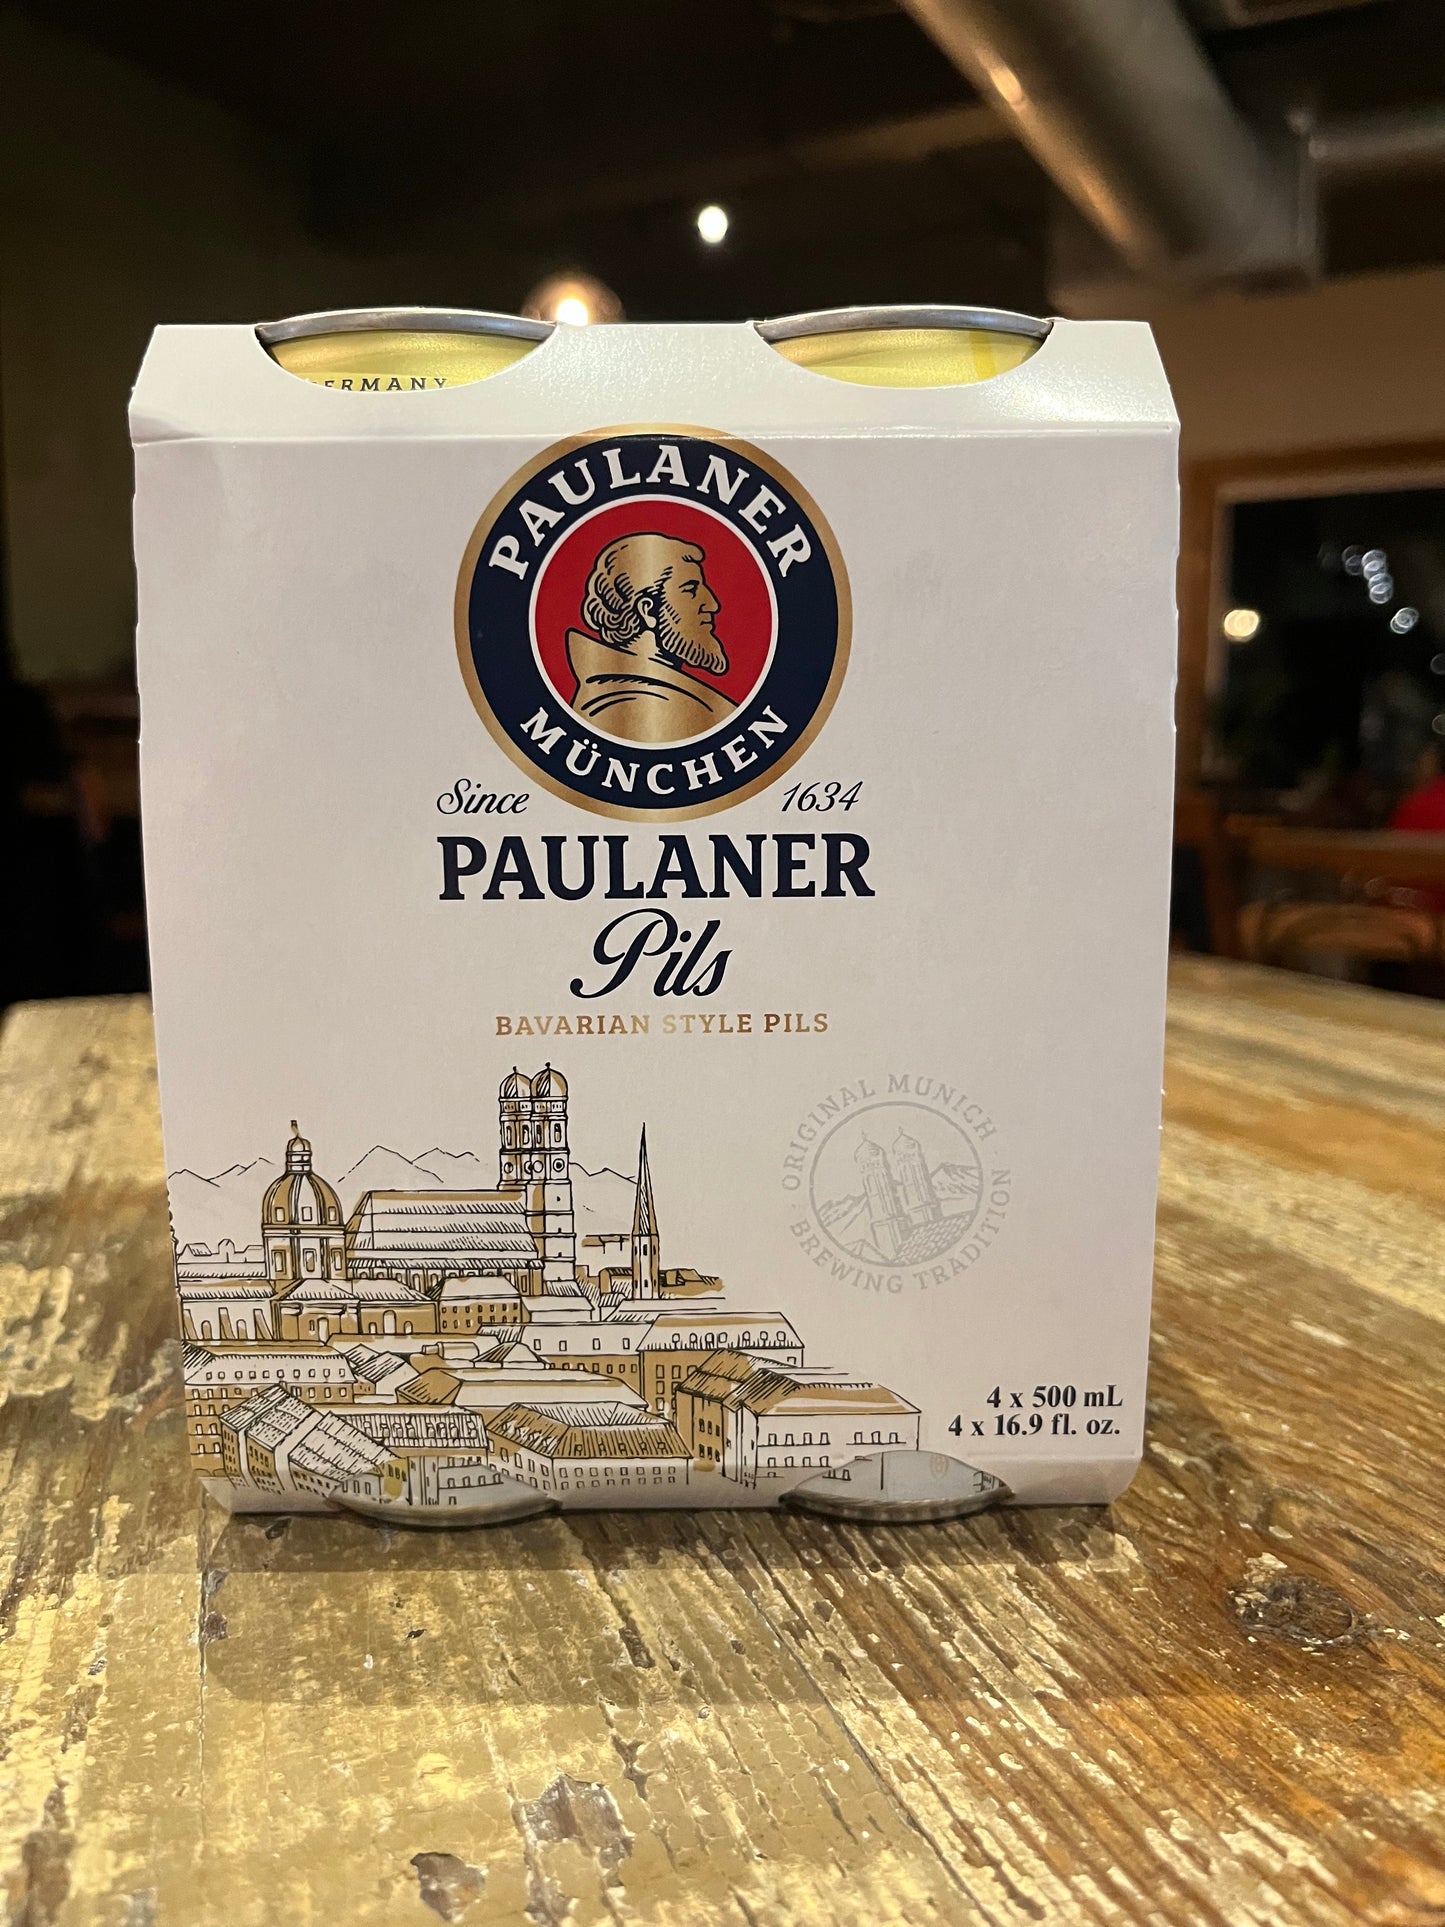 ERMANY
PAULANER
MÜNCHEN
Since 1634
PAULANER
Pils
BAVARIAN STYLE PILS
ORIGINAL MUNICH
BREWING TRADITION
4 x 500 mL
4 x 16.9 fl. oz.